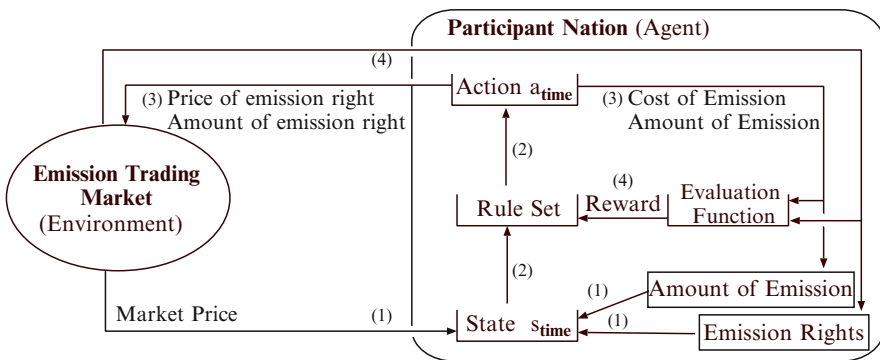 Participant Nation (Agent)
(4)
Action a_time
(3) Price of emission right
Amount of emission right
(3) Cost of Emission
Amount of Emission
(2)
Emission Trading
Market
(Environment)
Rule Set
(4)
Reward
Evaluation
Function
(2)
(1)
Amount of Emission
Market Price
(1)
State s_time
(1)
Emission Rights